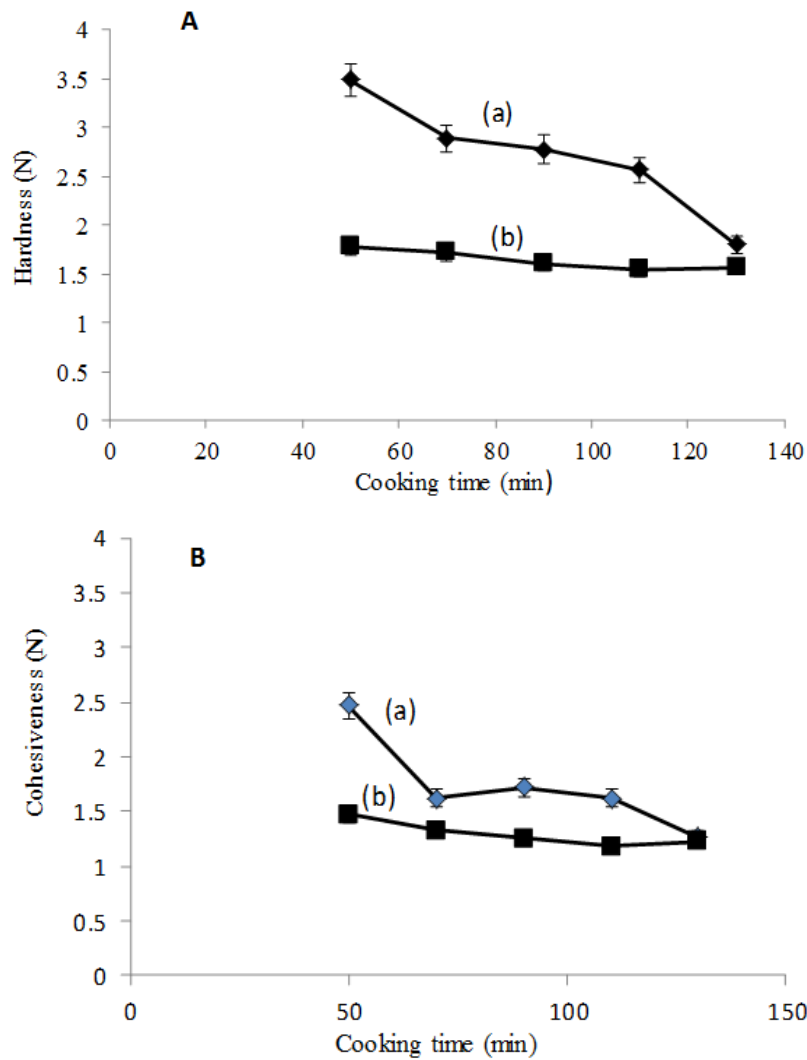 A
4
3.5
3
2.5
2
1.5
1
0.5
0
Hardness (N)
(a)
(b)
0 20 40 60 80 100 120 140
Cooking time (min)
B
4
3.5
3
2.5
2
1.5
1
0.5
0
Cohesiveness (N)
(a)
(b)
0 50 100 150
Cooking time (min)